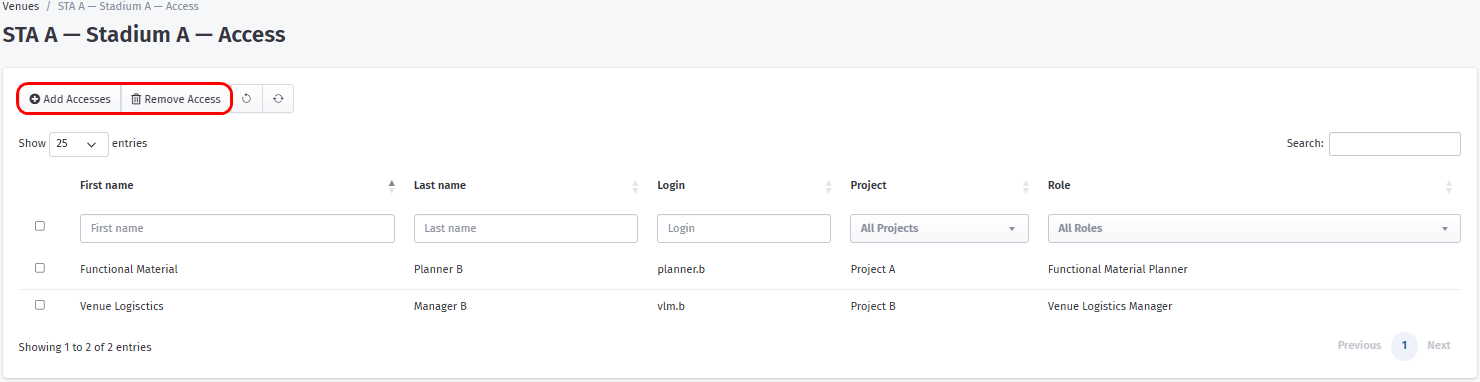 Venues / STA A — Stadium A — Access
STA A — Stadium A — Access
Add Accesses Remove Access
Show 25 entries Search:
First name Last name Login Project Role
First name Last name Login All Projects All Roles
Functional Material Planner B planner.b Project A Functional Material Planner
Venue Logisctics Manager B vlm.b Project B Venue Logistics Manager
Showing 1 to 2 of 2 entries Previous 1 Next